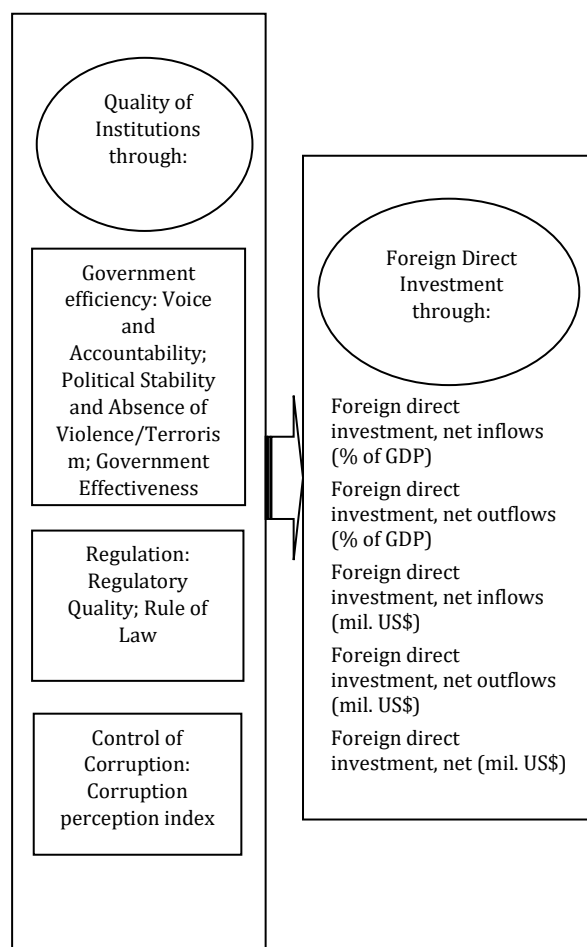 Quality of
Institutions
through:
Government
efficiency: Voice
and
Accountability;
Political Stability
and Absence of
Violence/Terroris
m; Government
Effectiveness
Regulation:
Regulatory
Quality; Rule of
Law
Control of
Corruption:
Corruption
perception index
Foreign Direct
Investment
through:
Foreign direct
investment, net inflows
(% of GDP)
Foreign direct
investment, net outflows
(% of GDP)
Foreign direct
investment, net inflows
(mil. US$)
Foreign direct
investment, net outflows
(mil. US$)
Foreign direct
investment, net (mil. US$)